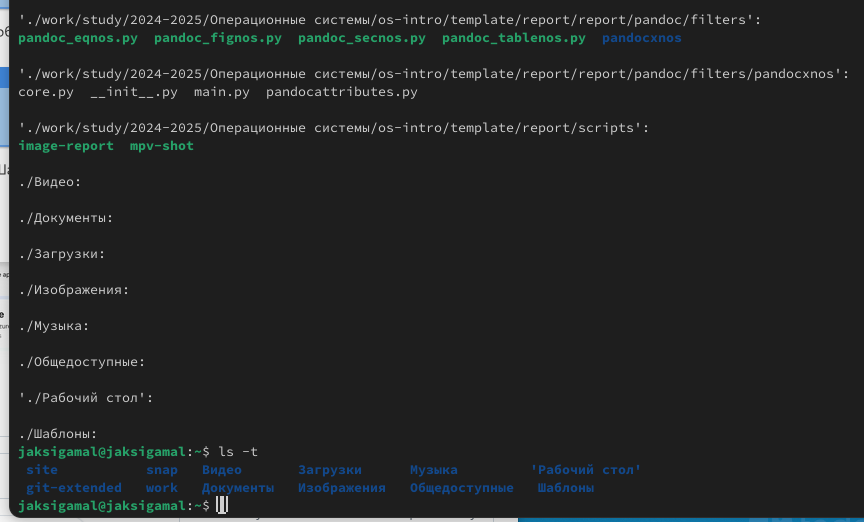 './work/study/2024-2025/Операционные системы/os-intro/template/report/report/pandoc/filters':
pandoc_eqnos.py  pandoc_fignos.py  pandoc_secnos.py  pandoc_tablenos.py  pandocxnos
'./work/study/2024-2025/Операционные системы/os-intro/template/report/report/pandoc/filters/pandocxnos':
core.py  __init__.py  main.py  pandocattributes.py
'./work/study/2024-2025/Операционные системы/os-intro/template/report/scripts':
image-report  mpv-shot
./Видео:
./Документы:
./Загрузки:
./Изображения:
./Музыка:
./Общедоступные:
'./Рабочий стол':
./Шаблоны:
jaksigamal@jaksigamal:~$ ls -t
site  snap  Видео  Загрузки  Музыка  'Рабочий стол'
git-extended  work  Документы  Изображения  Общедоступные  Шаблоны
jaksigamal@jaksigamal:~$